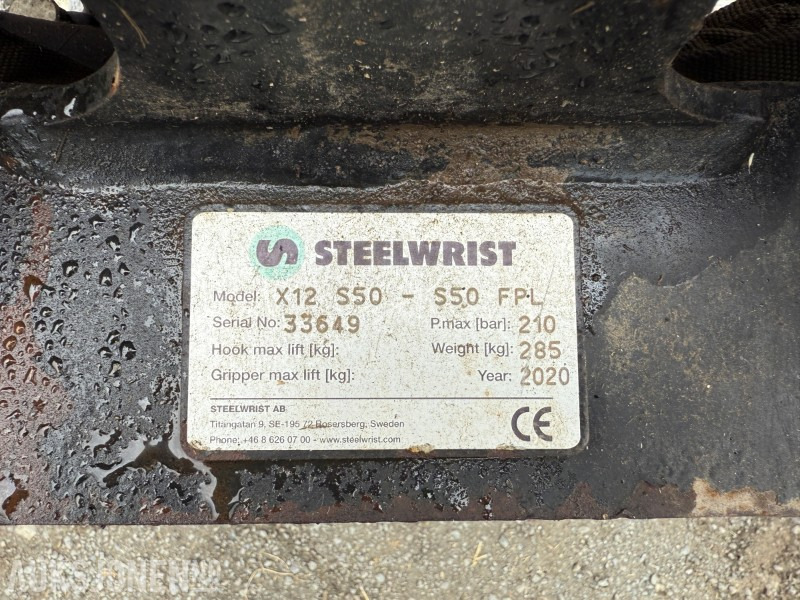 STEELWRIST
Model: X12 S50 - S50 FPL
Serial No: 33649 P.max [bar]: 210
Hook max lift [kg]: Weight [kg]: 285
Gripper max lift [kg]: Year: 2020
STEELWRIST AB
Titangatan 9, SE-195 72 Rosersberg, Sweden
Phone: +46 8 626 07 00 - www.steelwrist.com
CE
AUKSJONEN.NO